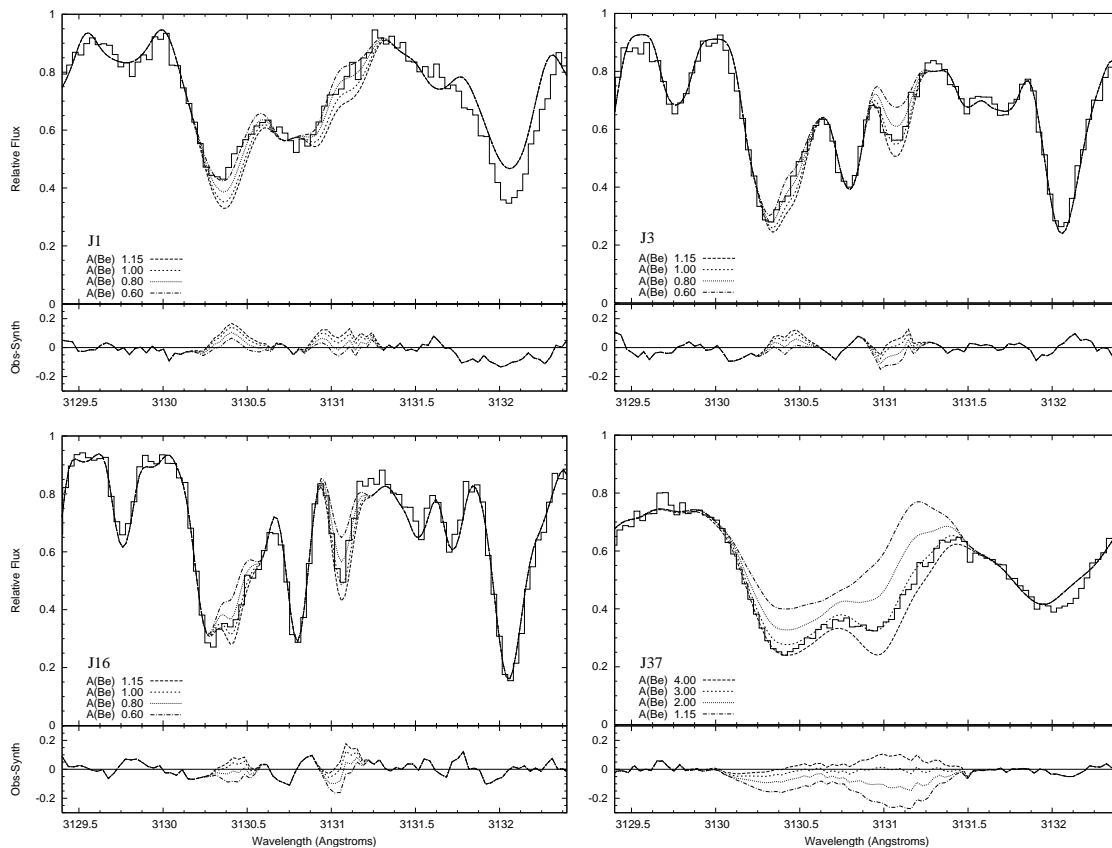 1
0.8
0.6
0.4
0.2
0
Relative Flux
J1
A(Be) 1.15
A(Be) 1.00
A(Be) 0.80
A(Be) 0.60
0.2
0
-0.2
Obs-Synth
3129.5 3130 3130.5 3131 3131.5 3132
1
0.8
0.6
0.4
0.2
0
Relative Flux
J3
A(Be) 1.15
A(Be) 1.00
A(Be) 0.80
A(Be) 0.60
0.2
0
-0.2
Obs-Synth
3129.5 3130 3130.5 3131 3131.5 3132
1
0.8
0.6
0.4
0.2
0
Relative Flux
J16
A(Be) 1.15
A(Be) 1.00
A(Be) 0.80
A(Be) 0.60
0.2
0
-0.2
Obs-Synth
3129.5 3130 3130.5 3131 3131.5 3132
Wavelength (Angstroms)
1
0.8
0.6
0.4
0.2
0
Relative Flux
J37
A(Be) 4.00
A(Be) 3.00
A(Be) 2.00
A(Be) 1.15
0.2
0
-0.2
Obs-Synth
3129.5 3130 3130.5 3131 3131.5 3132
Wavelength (Angstroms)